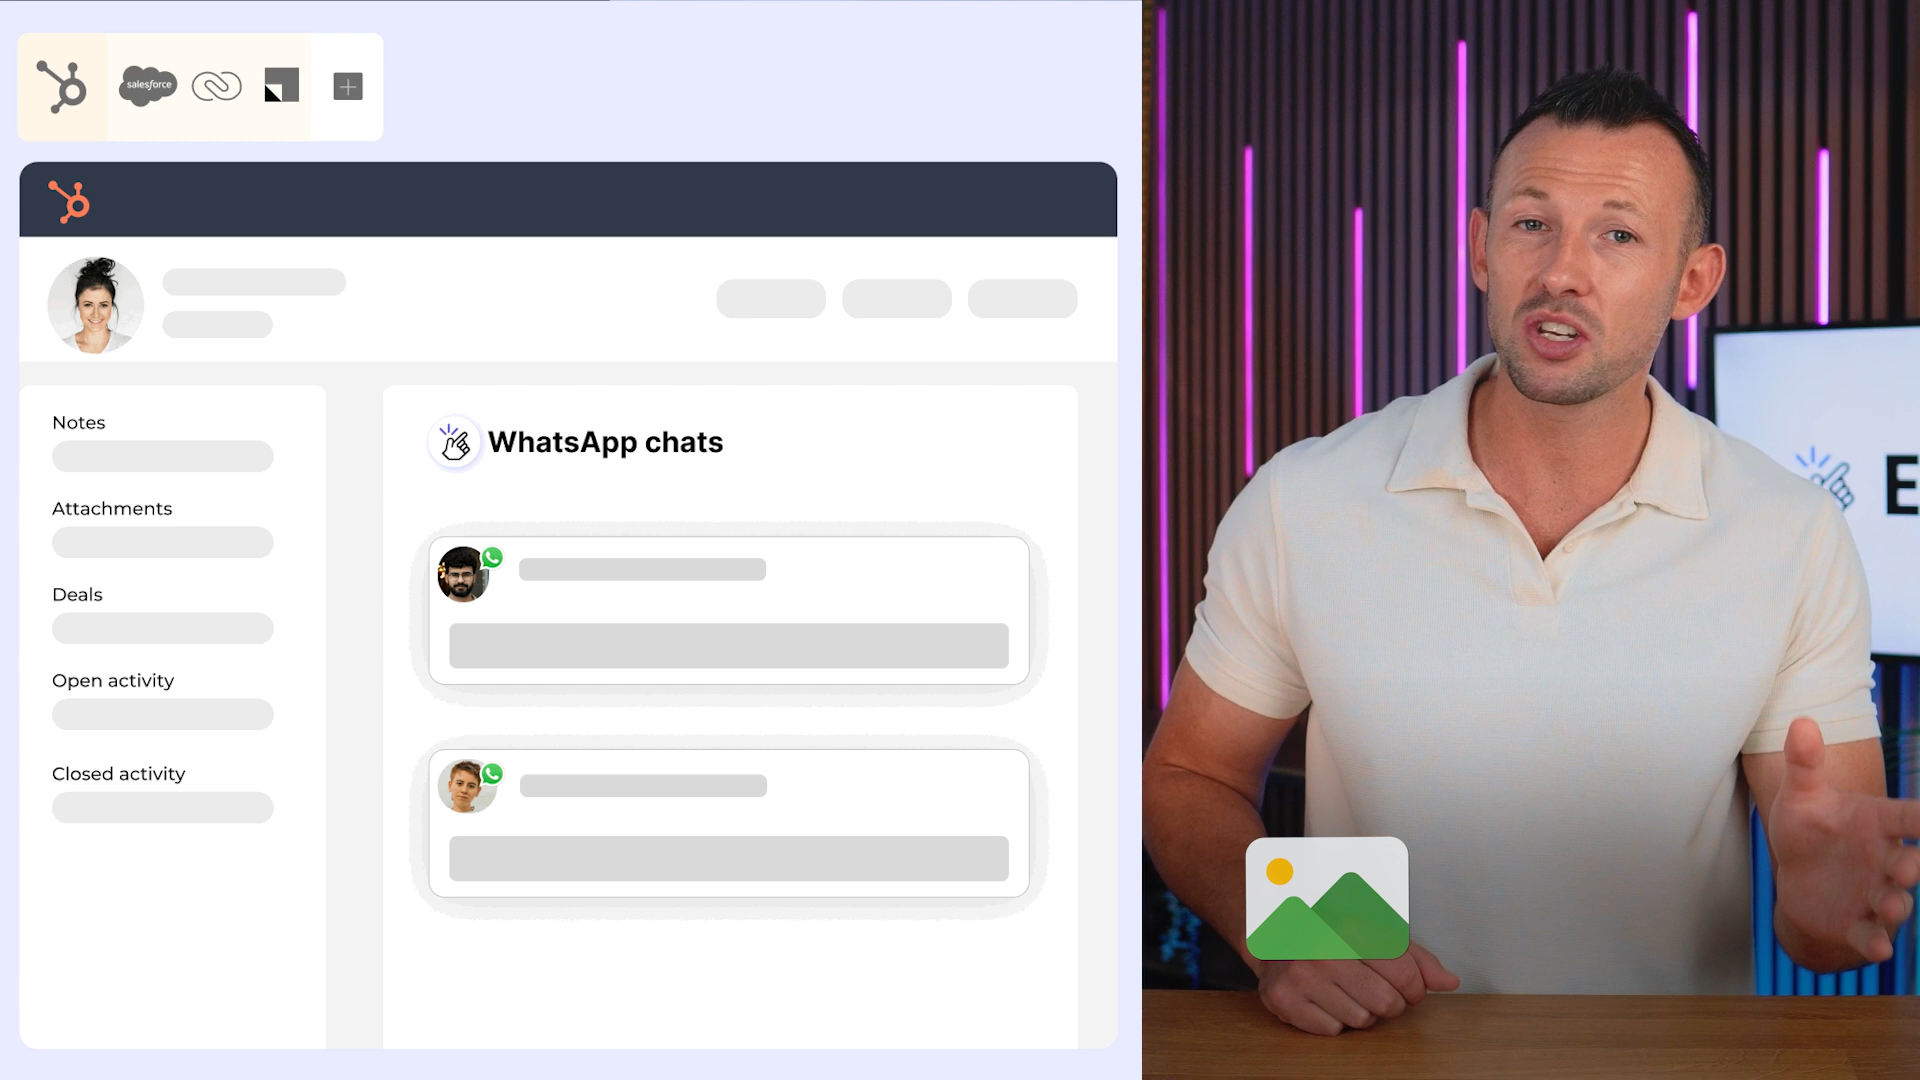 salesforce
Notes
Attachments
Deals
Open activity
Closed activity
WhatsApp chats
E